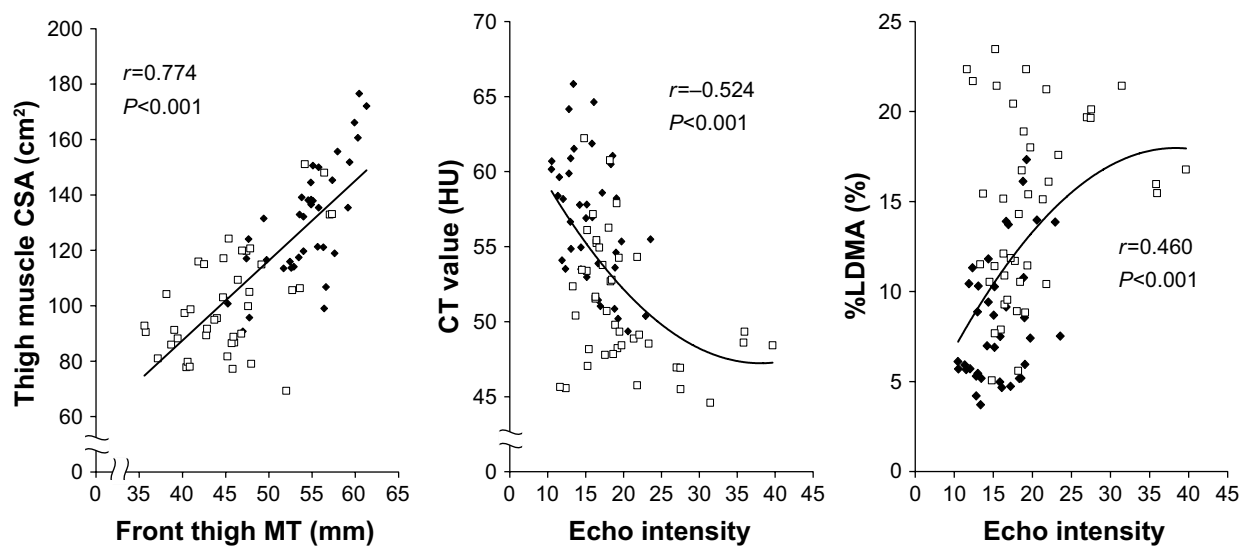 Thigh muscle CSA (cm²)
200
180
160
140
120
100
80
60
0
r=0.774
P<0.001
0 35 40 45 50 55 60 65
Front thigh MT (mm)
CT value (HU)
70
65
60
55
50
45
0
r=–0.524
P<0.001
0 5 10 15 20 25 30 35 40 45
Echo intensity
%LDMA (%)
25
20
15
10
5
0
r=0.460
P<0.001
0 10 15 20 25 30 35 40 45
Echo intensity